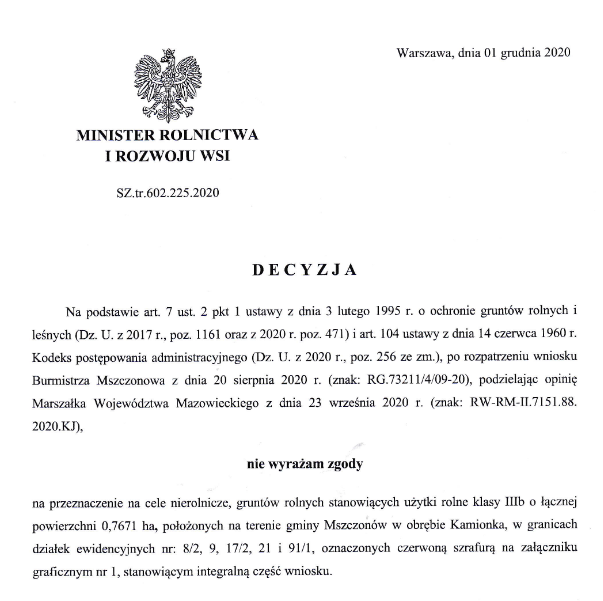 Warszawa, dnia 01 grudnia 2020
MINISTER ROLNICTWA
I ROZWOJU WSI
SZ.tr.602.225.2020
DECYZJA
Na podstawie art. 7 ust. 2 pkt 1 ustawy z dnia 3 lutego 1995 r. o ochronie gruntów rolnych i
leśnych (Dz. U. z 2017 r., poz. 1161 oraz z 2020 r. poz. 471) i art. 104 ustawy z dnia 14 czerwca 1960 r.
Kodeks postępowania administracyjnego (Dz. U. z 2020 r., poz. 256 ze zm.), po rozpatrzeniu wniosku
Burmistrza Mszczonowa z dnia 20 sierpnia 2020 r. (znak: RG.73211/4/09-20), podzielając opinię
Marszałka Województwa Mazowieckiego z dnia 23 września 2020 r. (znak: RW-RM-II.7151.88.
2020.KJ),
nie wyrażam zgody
na przeznaczenie na cele nierolnicze, gruntów rolnych stanowiących użytki rolne klasy IIIb o łącznej
powierzchni 0,7671 ha, położonych na terenie gminy Mszczonów w obrębie Kamionka, w granicach
działek ewidencyjnych nr: 8/2, 9, 17/2, 21 i 91/1, oznaczonych czerwoną szrafurą na załączniku
graficznym nr 1, stanowiącym integralną część wniosku.